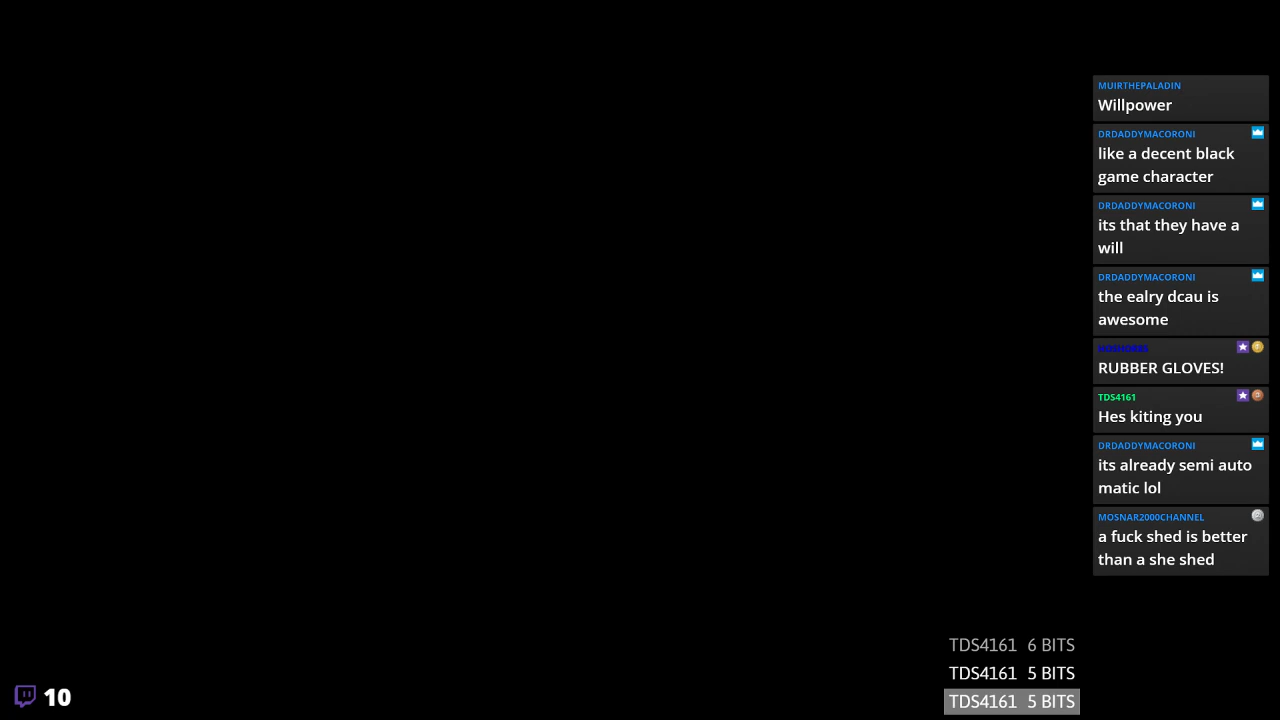 MUIRTHEPALADIN
Willpower
DRDADDYMACORONI
like a decent black
game character
DRDADDYMACORONI
its that they have a
will
DRDADDYMACORONI
the ealry dcau is
awesome
RUBBER GLOVES!
TDS4161
Hes kiting you
DRDADDYMACORONI
its already semi auto
matic lol
MOSNAR2000CHANNEL
a fuck shed is better
than a she shed
TDS4161 6 BITS
TDS4161 5 BITS
TDS4161 5 BITS
10